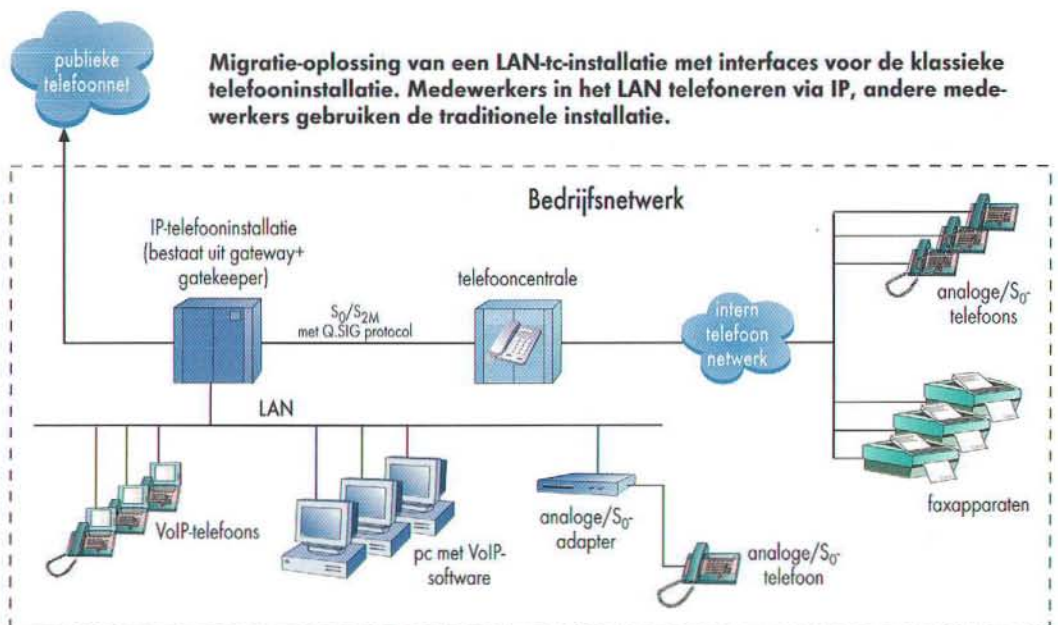 publieke
telefoonnet
Migratie-oplossing van een LAN-tc-installatie met interfaces voor de klassieke
telefooninstallatie. Medewerkers in het LAN telefoneren via IP, andere mede-
werkers gebruiken de traditionele installatie.
Bedrijfsnetwerk
IP-telefooninstallatie
(bestaat uit gateway+
gatekeeper)
S0/S2M
met Q.SIG protocol
telefooncentrale
intern
telefoon
netwerk
analoge/S0-
telefoons
LAN
VoIP-telefoons
pc met VoIP-
software
analoge/S0-
adapter
analoge/S0-
telefoon
faxapparaten